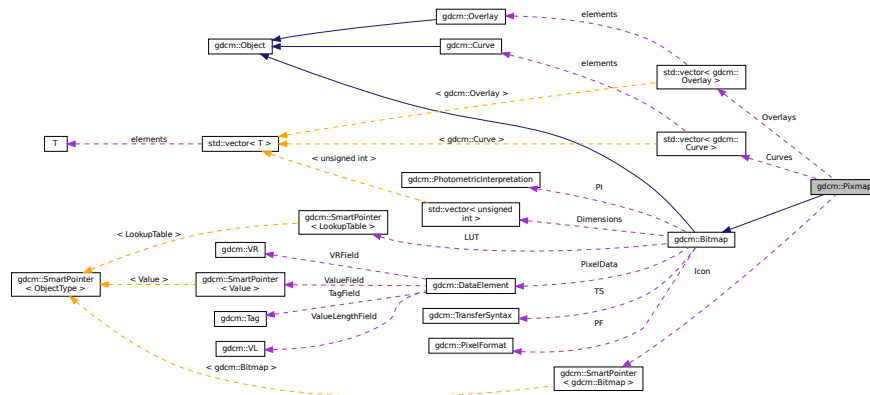 gdcm::Overlay
elements
gdcm::Object
gdcm::Curve
elements
std::vector< gdcm::
Overlay >
< gdcm::Overlay >
Overlays
T
elements
std::vector< T >
< gdcm::Curve >
std::vector< gdcm::
Curve >
Curves
< unsigned int >
gdcm::PhotometricInterpretation
PI
gdcm::Pixmap
std::vector< unsigned
int >
Dimensions
gdcm::SmartPointer
< LookupTable >
< LookupTable >
LUT
gdcm::Bitmap
gdcm::VR
VRField
PixelData
Icon
gdcm::SmartPointer
< ObjectType >
< Value >
gdcm::SmartPointer
< Value >
ValueField
TagField
gdcm::DataElement
TS
gdcm::Tag
ValueLengthField
gdcm::TransferSyntax
PF
gdcm::VL
gdcm::PixelFormat
< gdcm::Bitmap >
gdcm::SmartPointer
< gdcm::Bitmap >